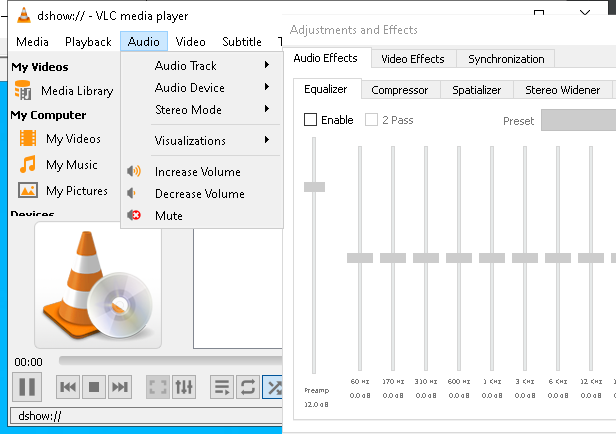 dshow:// - VLC media player
Media Playback Audio Video Subtitle T
My Videos
Media Library
My Computer
My Videos
My Music
My Pictures
Devices
Audio Track
Audio Device
Stereo Mode
Visualizations
Increase Volume
Decrease Volume
Mute
00:00
dshow://
Adjustments and Effects
Audio Effects Video Effects Synchronization
Equalizer Compressor Spatializer Stereo Widener
Enable 2 Pass Preset
Preamp 60 Hz 170 Hz 310 Hz 600 Hz 1 KHz 3 KHz 6 KHz 12 KHz
12.0 dB 0.0 dB 0.0 dB 0.0 dB 0.0 dB 0.0 dB 0.0 dB 0.0 dB 0.0 dB